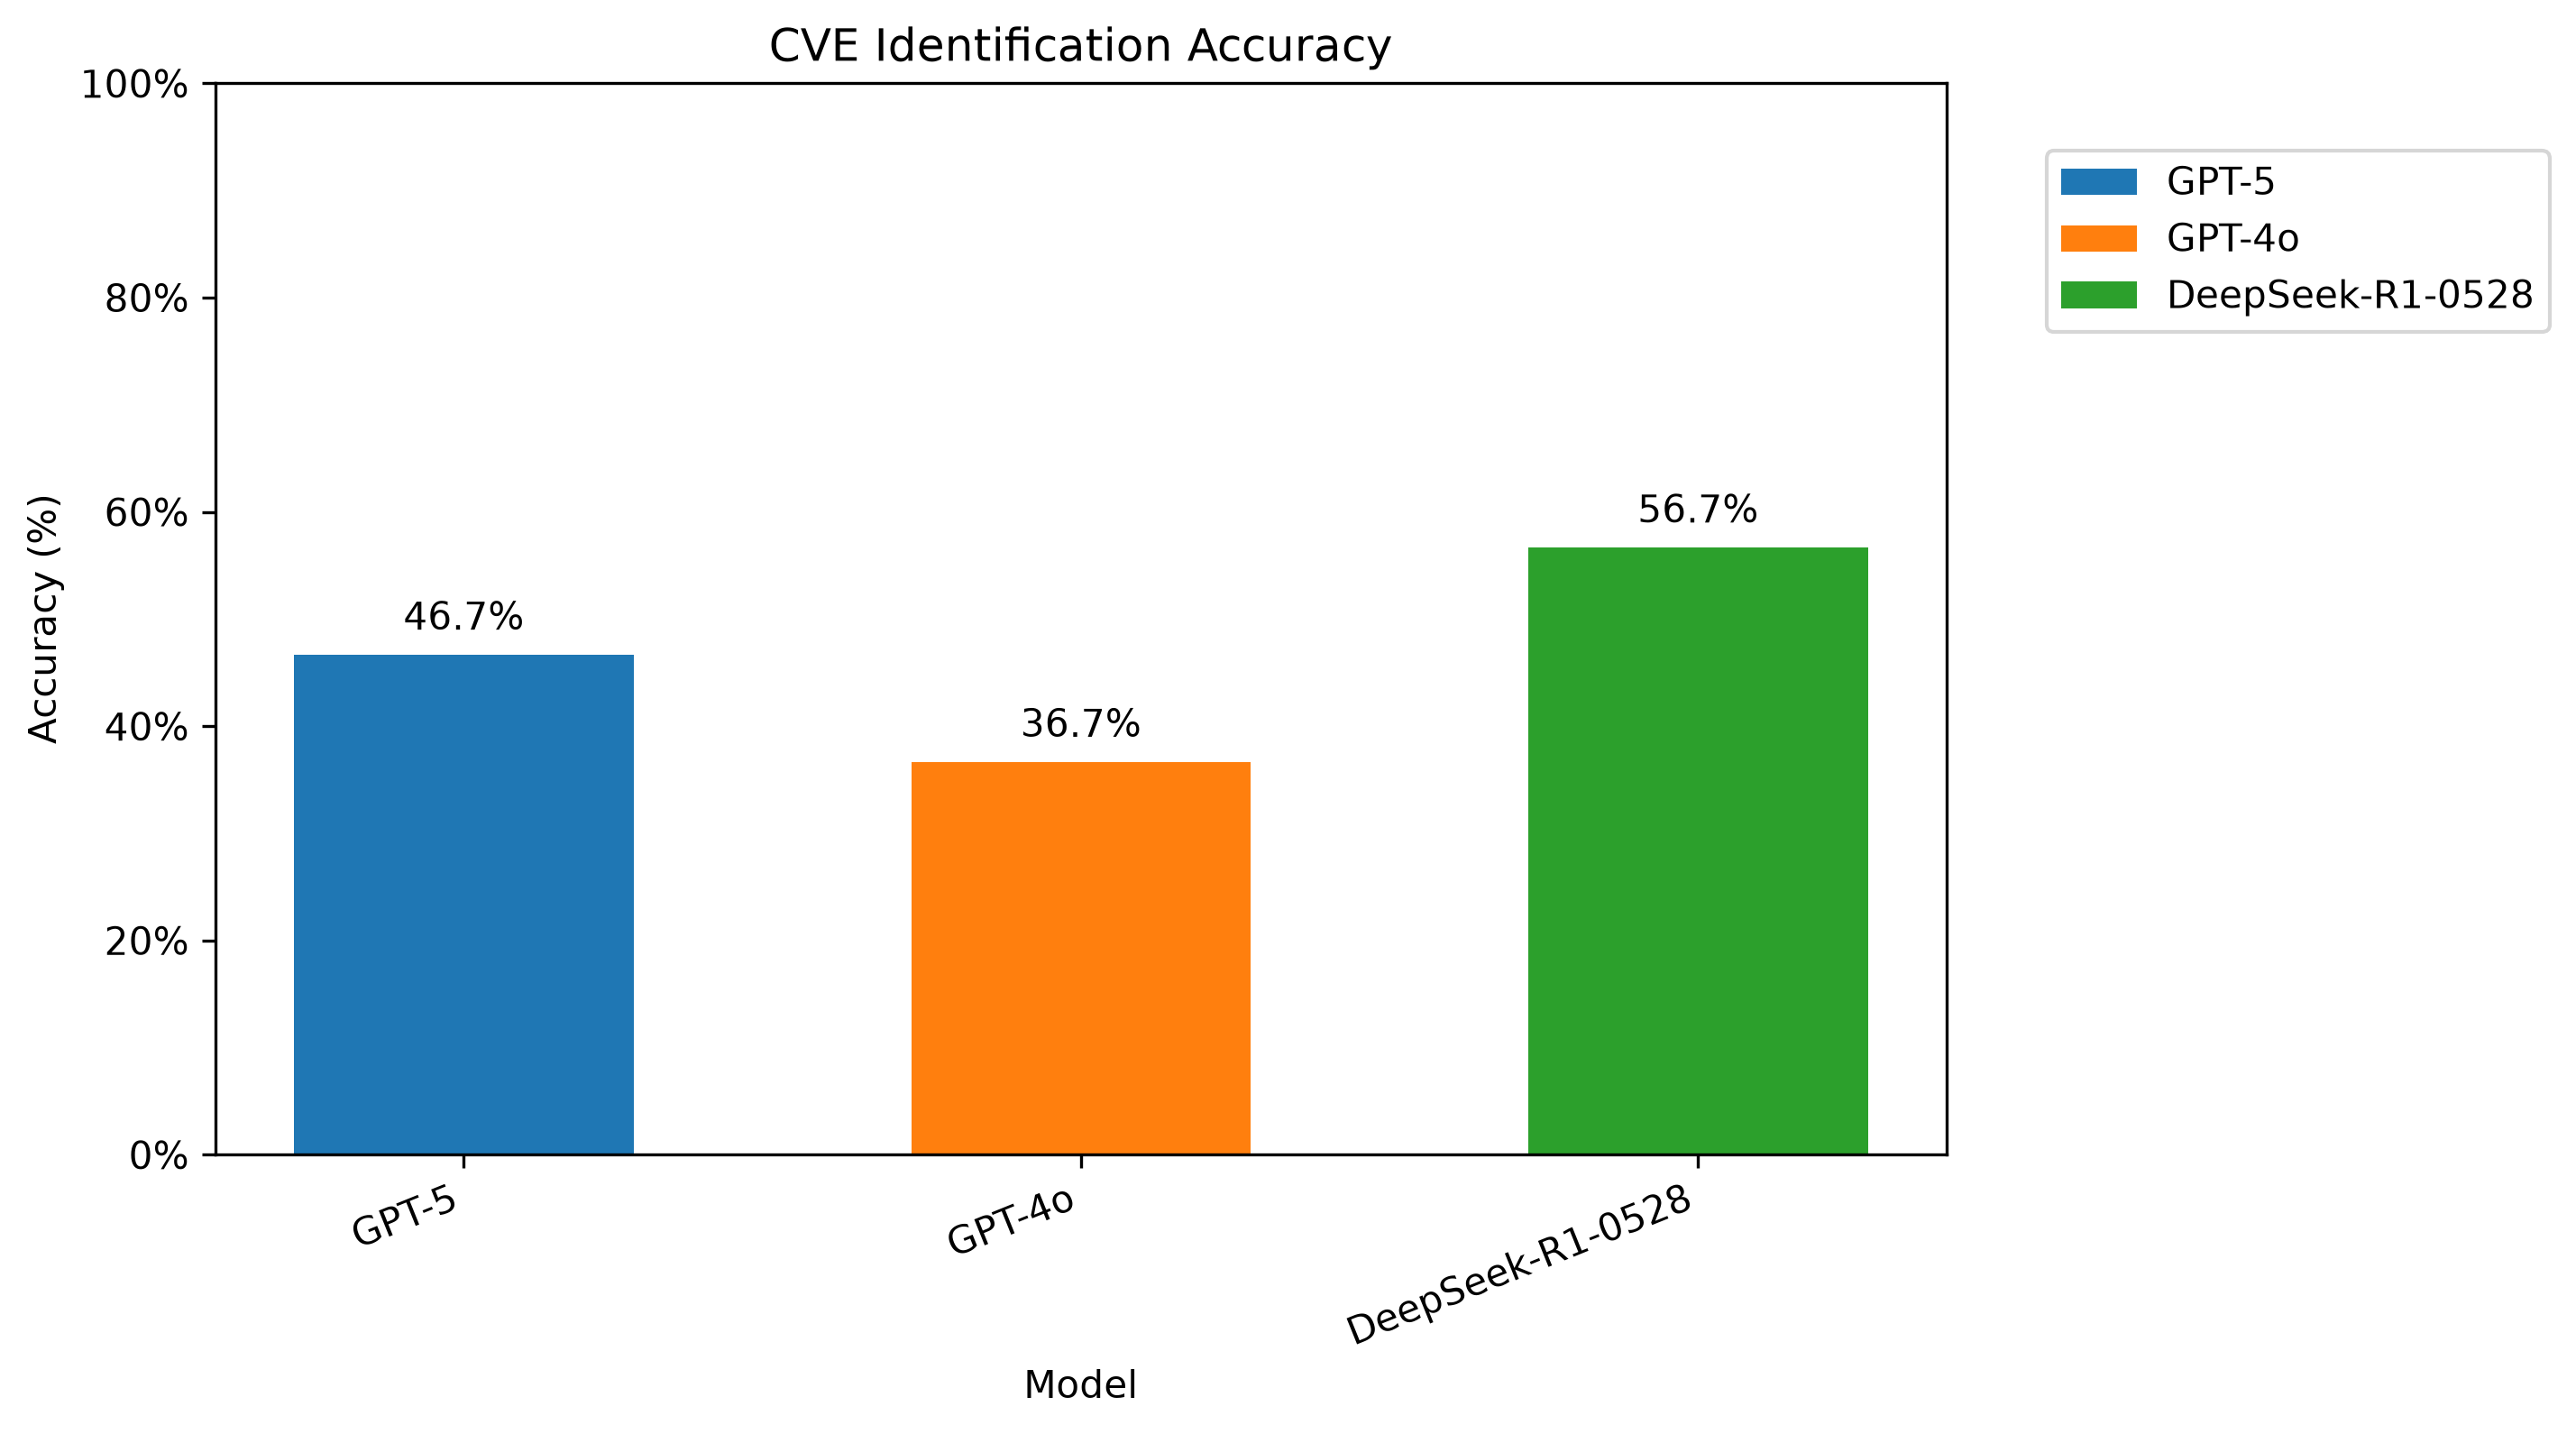 CVE Identification Accuracy
100%
80%
60%
40%
20%
0%
Accuracy (%)
46.7%
36.7%
56.7%
GPT-5
GPT-4o
DeepSeek-R1-0528
Model
GPT-5
GPT-4o
DeepSeek-R1-0528